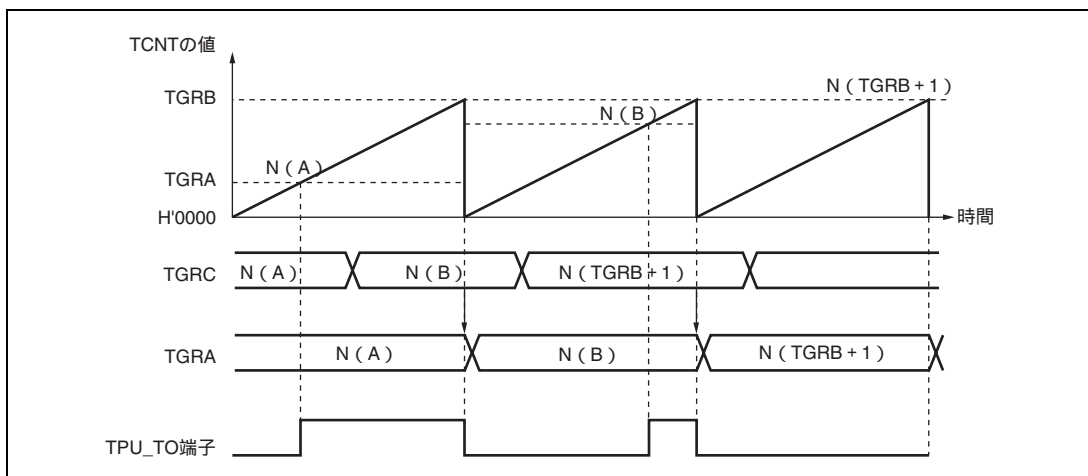 TCNTの値
TGRB
N(TGRB+1)
N(B)
N(A)
TGRA
H'0000
時間
TGRC
N(A)
N(B)
N(TGRB+1)
TGRA
N(A)
N(B)
N(TGRB+1)
TPU_TO端子